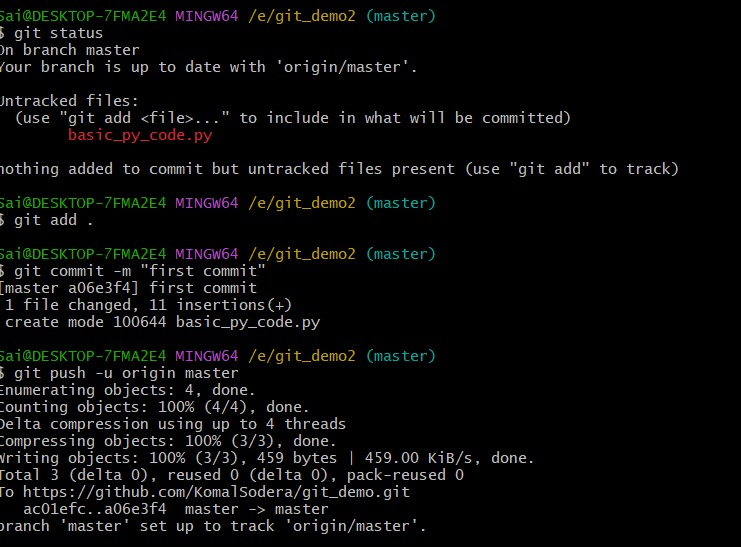 Sai@DESKTOP-7FMA2E4 MINGW64 /e/git_demo2 (master)
$ git status
On branch master
Your branch is up to date with 'origin/master'.
Untracked files:
  (use "git add <file>..." to include in what will be committed)
        basic_py_code.py
nothing added to commit but untracked files present (use "git add" to track)
Sai@DESKTOP-7FMA2E4 MINGW64 /e/git_demo2 (master)
$ git add .
Sai@DESKTOP-7FMA2E4 MINGW64 /e/git_demo2 (master)
$ git commit -m "first commit"
[master a06e3f4] first commit
 1 file changed, 11 insertions(+)
 create mode 100644 basic_py_code.py
Sai@DESKTOP-7FMA2E4 MINGW64 /e/git_demo2 (master)
$ git push -u origin master
Enumerating objects: 4, done.
Counting objects: 100% (4/4), done.
Delta compression using up to 4 threads
Compressing objects: 100% (3/3), done.
Writing objects: 100% (3/3), 459 bytes | 459.00 KiB/s, done.
Total 3 (delta 0), reused 0 (delta 0), pack-reused 0
To https://github.com/KomalSodera/git_demo.git
   ac01efc..a06e3f4  master -> master
branch 'master' set up to track 'origin/master'.